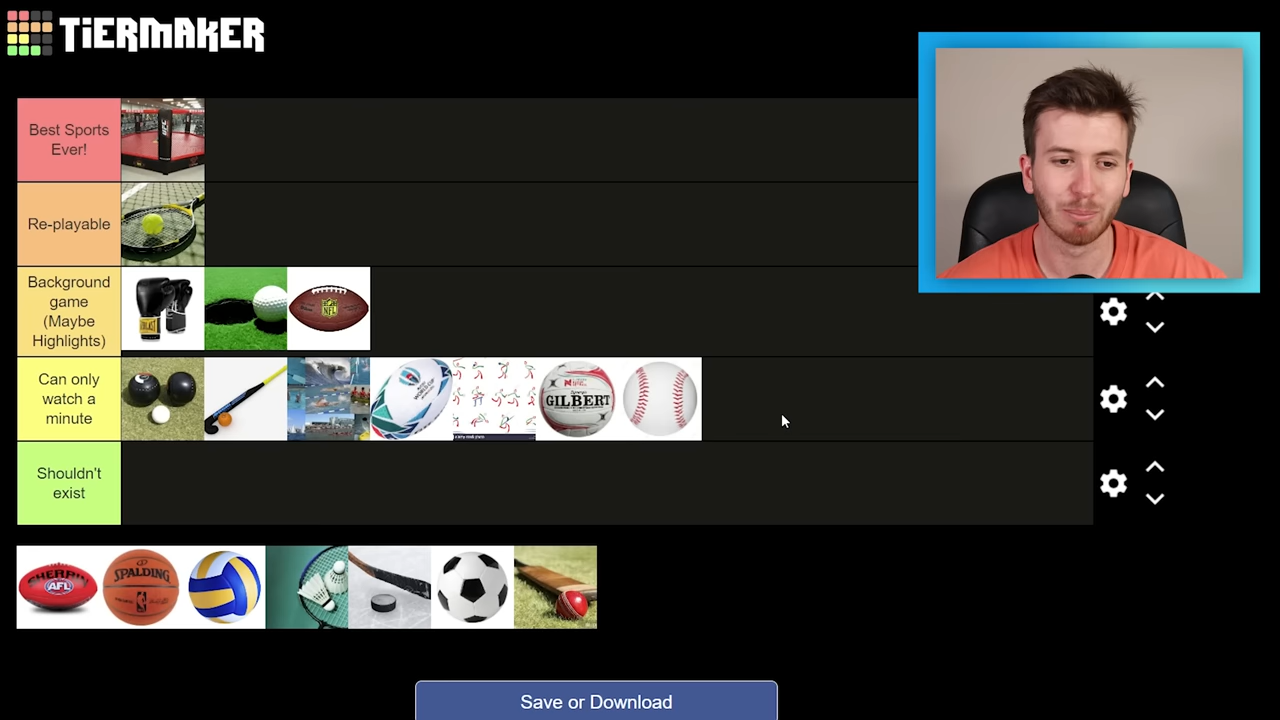 TiERMAKER
Best Sports
Ever!
UFC
Re-playable
Background
game
(Maybe
Highlights)
EVERLAST
NFL
Can only
watch a
minute
GILBERT
Shouldn't
exist
SHERRIN
AFL
SPALDING
Save or Download